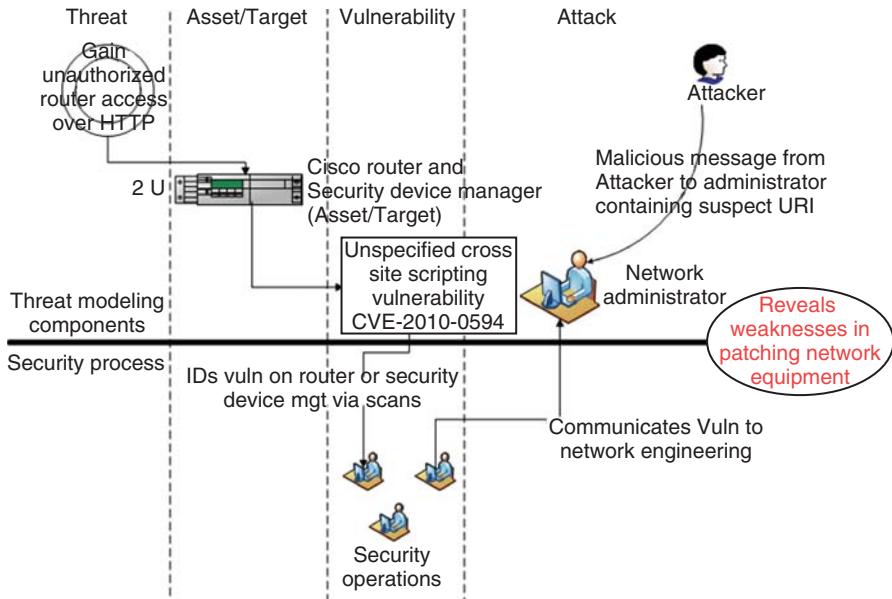 Threat
Asset/Target
Vulnerability
Attack
Gain
unauthorized
router access
over HTTP
Attacker
2 U
Cisco router and
Security device manager
(Asset/Target)
Malicious message from
Attacker to administrator
containing suspect URI
Unspecified cross
site scripting
vulnerability
CVE-2010-0594
Network
administrator
Threat modeling
components
Reveals
weaknesses in
patching network
equipment
Security process
IDs vuln on router or security
device mgt via scans
Communicates Vuln to
network engineering
Security
operations